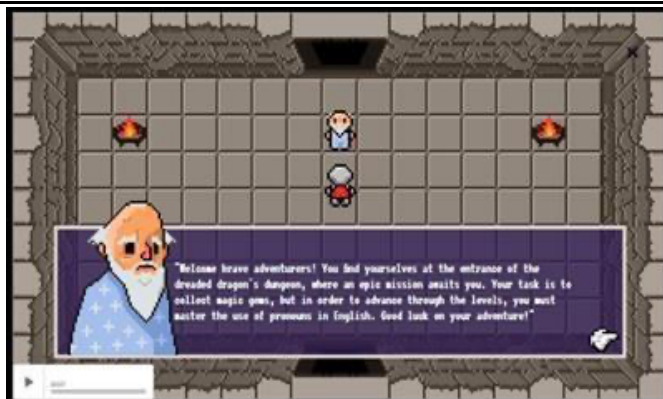 "Welcome brave adventurers! You find yourselves at the entrance of the
dreaded dragon's dungeon, where an epic mission awaits you. Your task is to
collect magic gems, but in order to advance through the levels, you must
master the use of pronouns in English. Good luck on your adventure!"